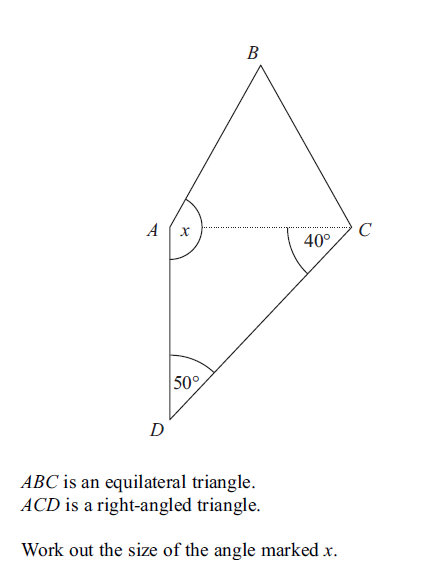 B
A x
40° C
50°
D
ABC is an equilateral triangle.
ACD is a right-angled triangle.
Work out the size of the angle marked x.